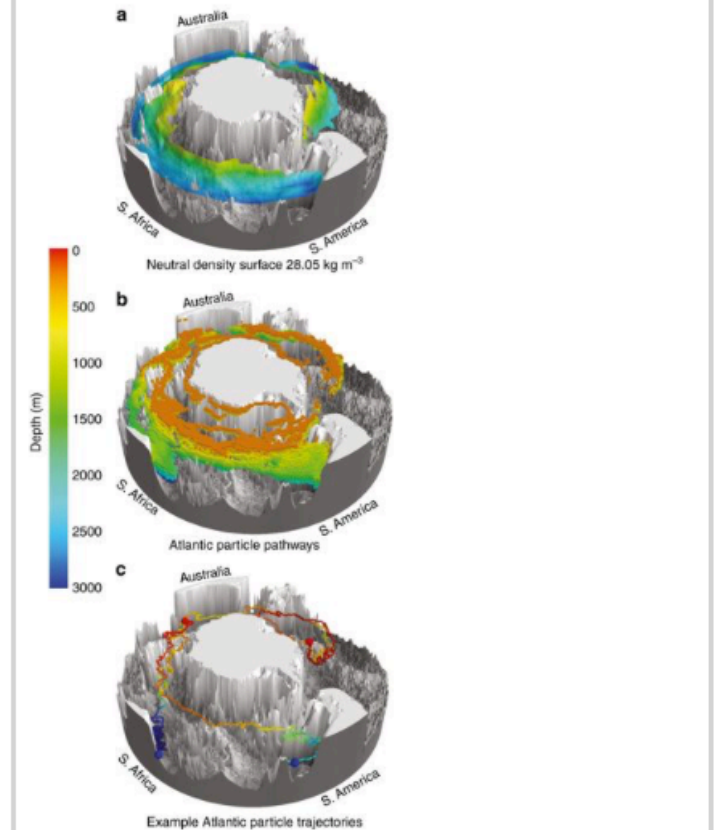 a
Australia
S. Africa
S. America
Neutral density surface 28.05 kg m⁻³
0
500
1000
1500
2000
2500
3000
Depth (m)
b
Australia
S. Africa
S. America
Atlantic particle pathways
c
Australia
S. Africa
S. America
Example Atlantic particle trajectories